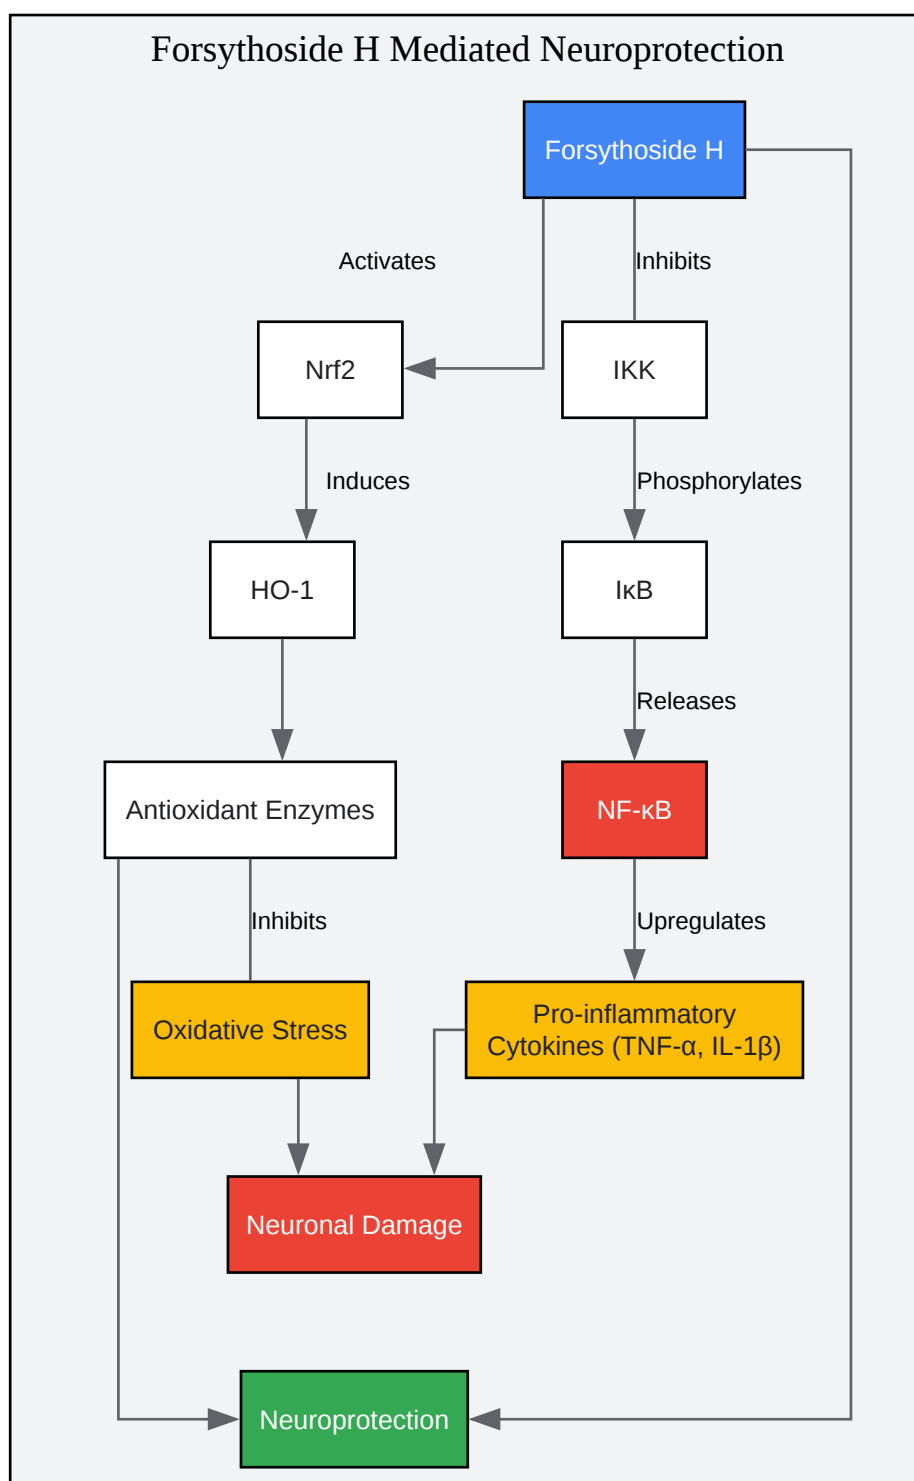 Forsythoside H Mediated Neuroprotection
Forsythoside H
Activates
Inhibits
Nrf2
IKK
Induces
Phosphorylates
HO-1
IκB
Releases
Antioxidant Enzymes
NF-κB
Inhibits
Upregulates
Oxidative Stress
Pro-inflammatory
Cytokines (TNF-α, IL-1β)
Neuronal Damage
Neuroprotection